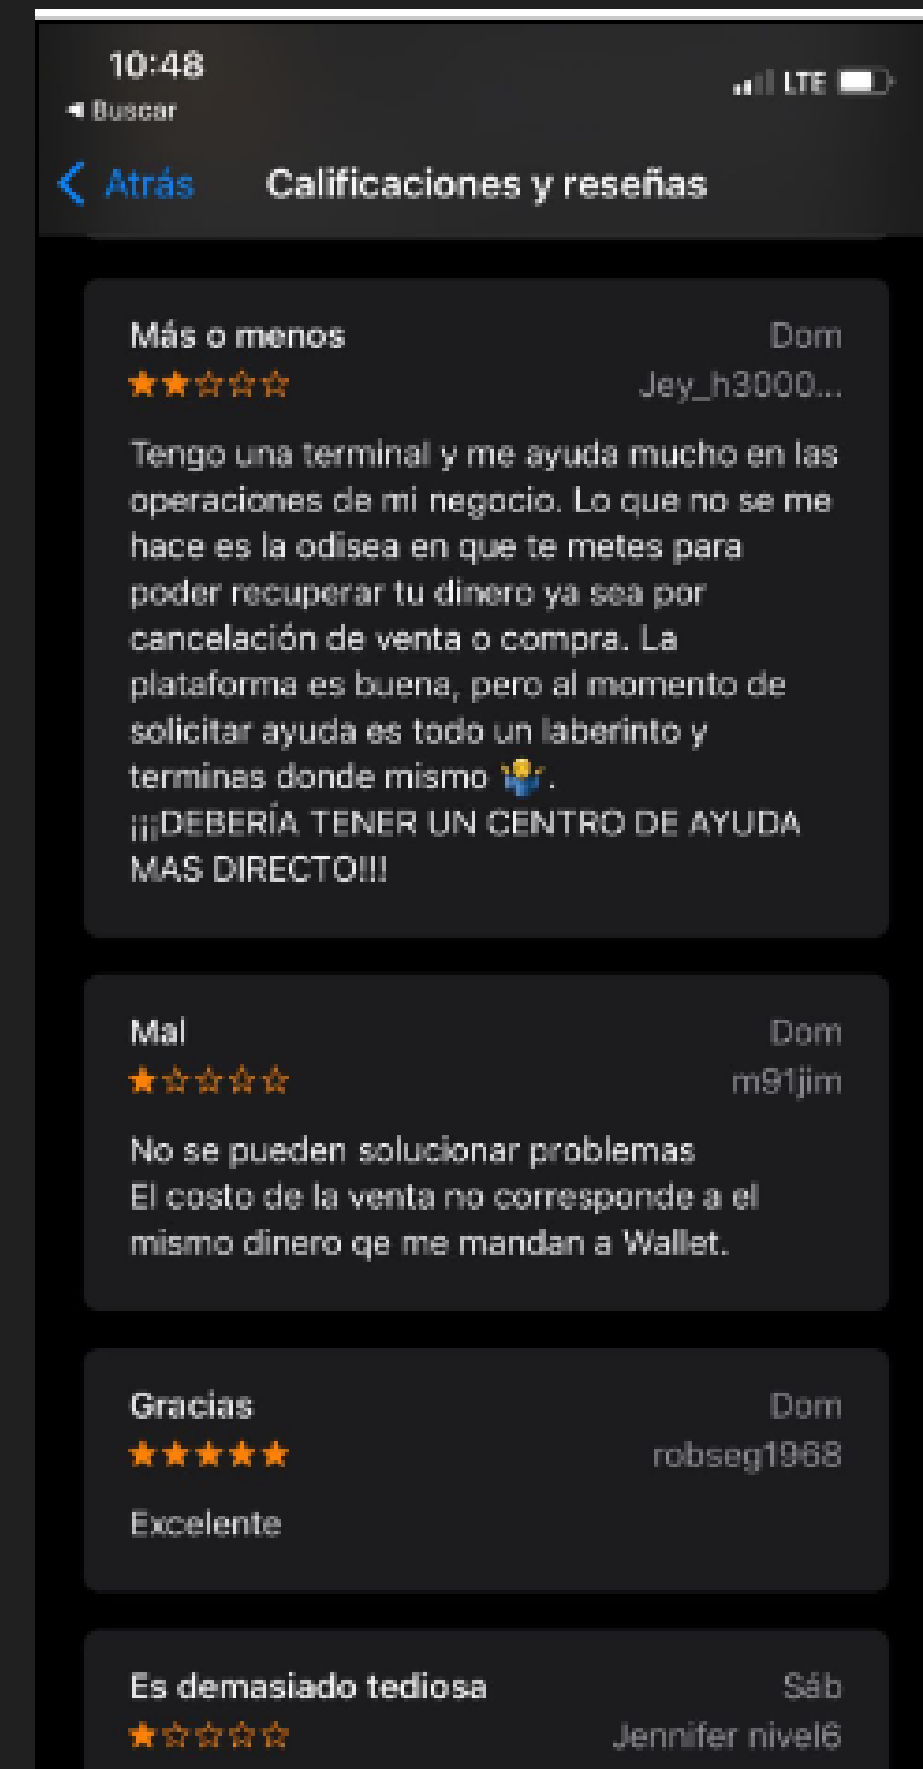 10:48
LTE
◀ Buscar
Atrás
Calificaciones y reseñas
Más o menos
Dom
Jey_h3000...
Tengo una terminal y me ayuda mucho en las
operaciones de mi negocio. Lo que no se me
hace es la odisea en que te metes para
poder recuperar tu dinero ya sea por
cancelación de venta o compra. La
plataforma es buena, pero al momento de
solicitar ayuda es todo un laberinto y
terminas donde mismo 🤷‍♂️.
¡¡¡DEBERÍA TENER UN CENTRO DE AYUDA
MAS DIRECTO!!!
Mal
Dom
m91jim
No se pueden solucionar problemas
El costo de la venta no corresponde a el
mismo dinero qe me mandan a Wallet.
Gracias
Dom
robseg1968
Excelente
Es demasiado tediosa
Sáb
Jennifer nivel6